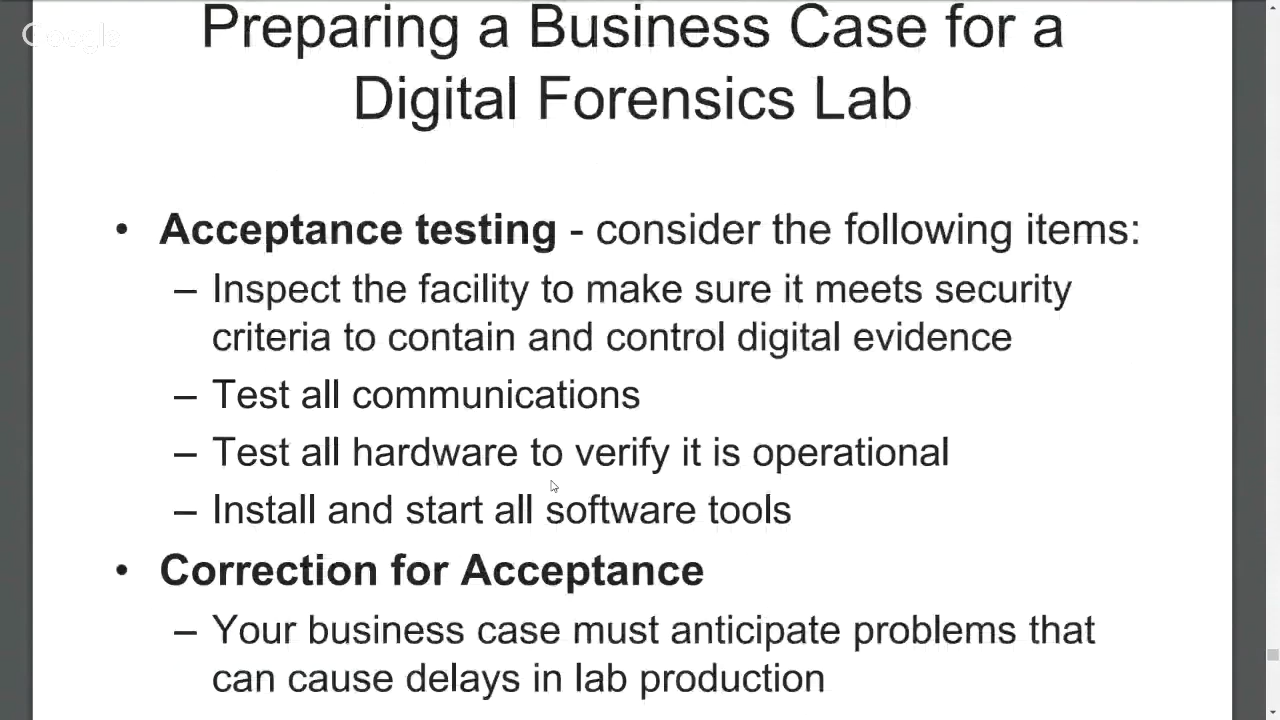 Google
Preparing a Business Case for a
Digital Forensics Lab
• Acceptance testing - consider the following items:
– Inspect the facility to make sure it meets security
criteria to contain and control digital evidence
– Test all communications
– Test all hardware to verify it is operational
– Install and start all software tools
• Correction for Acceptance
– Your business case must anticipate problems that
can cause delays in lab production